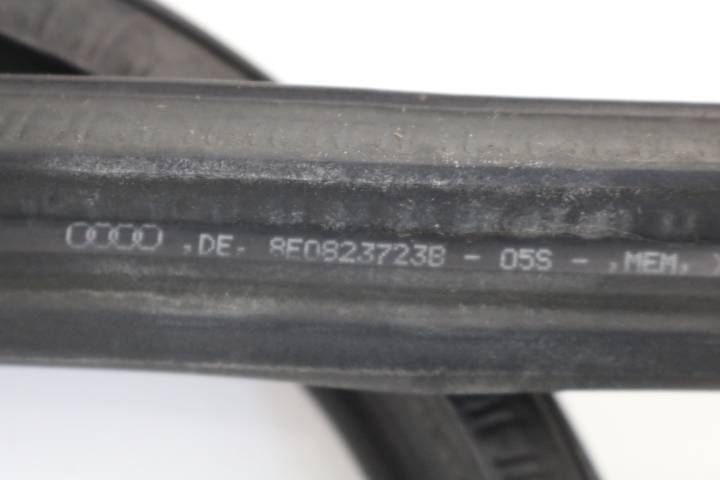 ,DE, 8E0823723B - 05S - ,MEM,